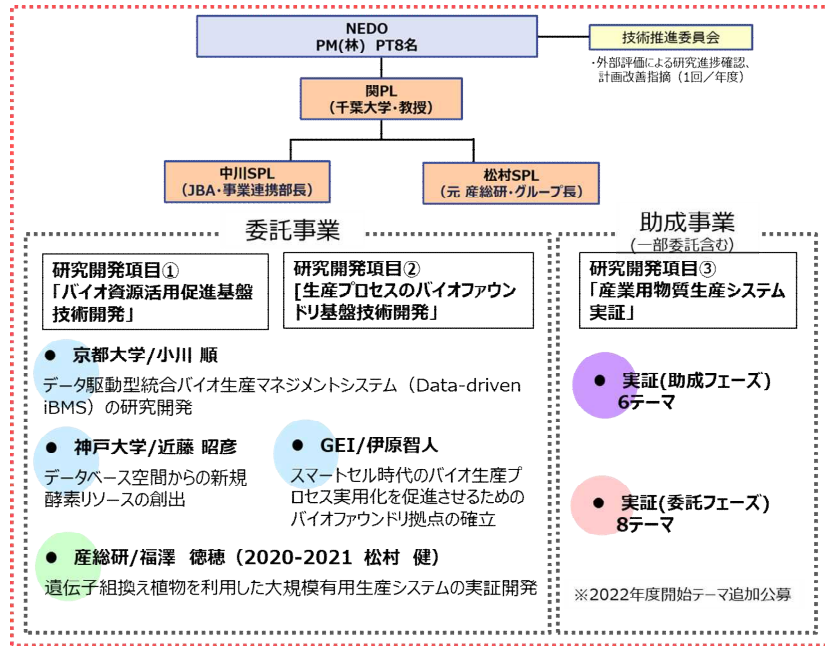 NEDO
PM(林) PT8名
技術推進委員会
・外部評価による研究進捗確認、
計画改善指摘（1回／年度）
関PL
（千葉大学・教授）
中川SPL
（JBA・事業連携部長）
松村SPL
（元 産総研・グループ長）
委託事業
研究開発項目①
「バイオ資源活用促進基盤
技術開発」
研究開発項目②
[生産プロセスのバイオファウン
ドリ基盤技術開発」
● 京都大学/小川 順
データ駆動型統合バイオ生産マネジメントシステム（Data-driven
iBMS）の研究開発
● 神戸大学/近藤 昭彦
データベース空間からの新規
酵素リソースの創出
● GEI/伊原智人
スマートセル時代のバイオ生産プ
ロセス実用化を促進させるための
バイオファウンドリ拠点の確立
● 産総研/福澤 徳穂（2020-2021 松村 健）
遺伝子組換え植物を利用した大規模有用生産システムの実証開発
助成事業
(一部委託含む)
研究開発項目③
「産業用物質生産システム
実証」
● 実証(助成フェーズ)
6テーマ
● 実証(委託フェーズ)
8テーマ
※2022年度開始テーマ追加公募